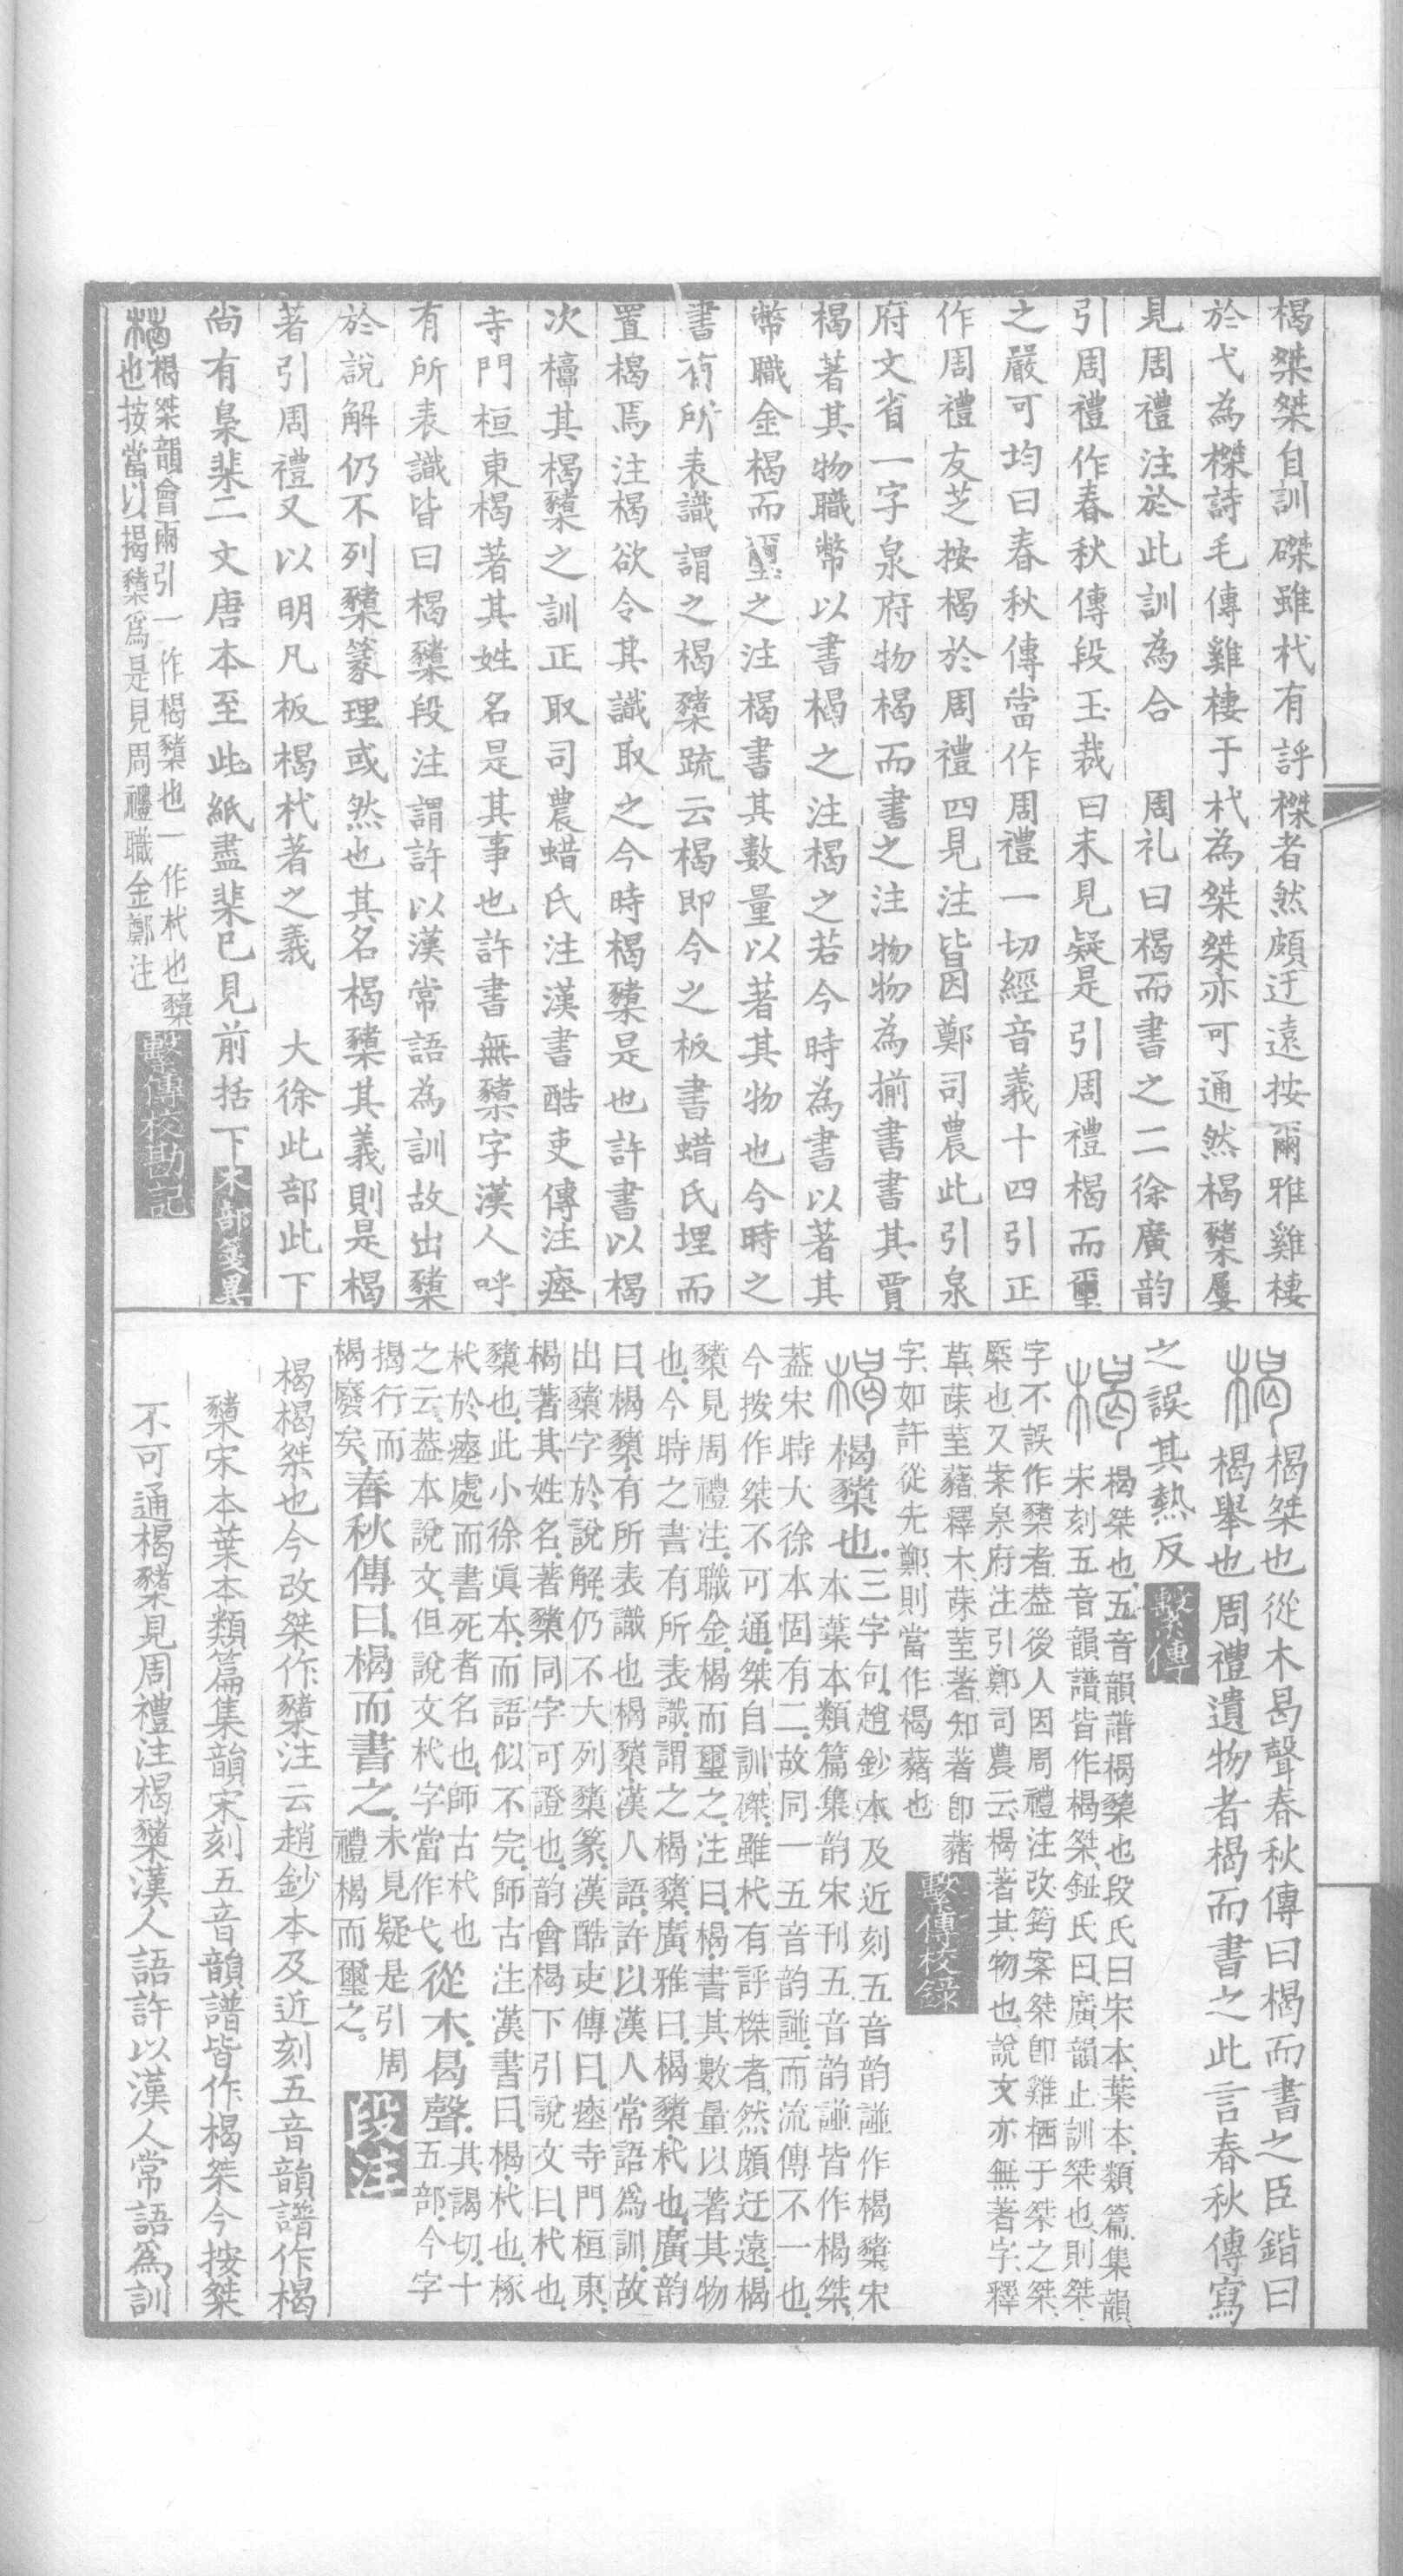 楬桀桀自訓磔雖杙有訏榤者然頗迂遠按爾雅雞棲
於弋為榤詩毛傳雞棲于杙為桀桀亦可通然楬櫫屢
見周禮注於此訓為合　周礼曰楬而書之二徐廣韵
引周禮作春秋傳段玉裁曰未見疑是引周禮楬而璽
之嚴可均曰春秋傳當作周禮一切經音義十四引正
作周禮友芝按楬於周禮四見注皆因鄭司農此引泉
府文省一字泉府物楬而書之注物物為揃書書其賈
楬著其物職幣以書楬之注楬之若今時為書以著其
幣職金楬而璽之注楬書其數量以著其物也今時之
書有所表識謂之楬櫫疏云楬即今之板書蜡氏埋而
置楬焉注楬欲令其識取之今時楬櫫是也許書以楬
次檣其楬櫫之訓正取司農蜡氏注漢書酷吏傳注瘞
寺門桓東楬著其姓名是其事也許書無櫫字漢人呼
有所表識皆曰楬櫫段注謂許以漢常語為訓故出櫫
於說解仍不列櫫篆理或然也其名楬櫫其義則是楬
著引周禮又以明凡板楬杙著之義　大徐此部此下
尚有梟棐二文唐本至此紙盡棐已見前括下木部箋異
楬桀韻會兩引一作楬櫫也一作杙也櫫
也按當以揭櫫爲是見周禮職金鄭注
繫傳校勘記
楬桀也從木曷聲春秋傳曰楬而書之臣鍇曰
楬舉也周禮遺物者楬而書之此言春秋傳寫
之誤其熱反繫傳
楬桀也五音韻譜楬櫫也段氏曰宋本葉本類篇集韻
宋刻五音韻譜皆作楬桀鈕氏曰廣韻止訓桀也則桀
字不誤作櫫者葢後人因周禮注改筠案桀卽雞栖于桀之桀
橜也又案泉府注引鄭司農云楬著其物也說文亦無著字釋
草菋荎藸釋木菋荎著知著卽藸
字如許從先鄭則當作楬藸也
繫傳校錄
楬櫫也三字句趙鈔本及近刻五音韵譜作楬櫫宋
本葉本類篇集韵宋刊五音韵譜皆作楬桀
葢宋時大徐本固有二故同一五音韵譜而流傳不一也
今按作桀不可通桀自訓磔雖杙有訏榤者然頗迂遠楬
櫫見周禮注職金楬而璽之注曰楬書其數量以著其物
也今時之書有所表識謂之楬櫫廣雅曰楬櫫杙也廣韵
曰楬櫫有所表識也楬櫫漢人語許以漢人常語爲訓故
出櫫字於說解仍不大列櫫篆漢酷吏傳曰瘞寺門桓東
楬著其姓名著櫫同字可證也韵會楬下引說文曰杙也
櫫也此小徐真本而語似不完師古注漢書曰楬杙也椓
杙於瘞處而書死者名也師古杙也
之云葢本說文但說文杙字當作弋從木曷聲其謁切十
五部今字
揭行而
楬廢矣春秋傳曰楬而書之未見疑是引周
禮楬而璽之
段注
楬楬桀也今改桀作櫫注云趙鈔本及近刻五音韻譜作楬
櫫宋本葉本類篇集韻宋刻五音韻譜皆作楬桀今按桀
不可通楬櫫見周禮注楬櫫漢人語許以漢人常語爲訓